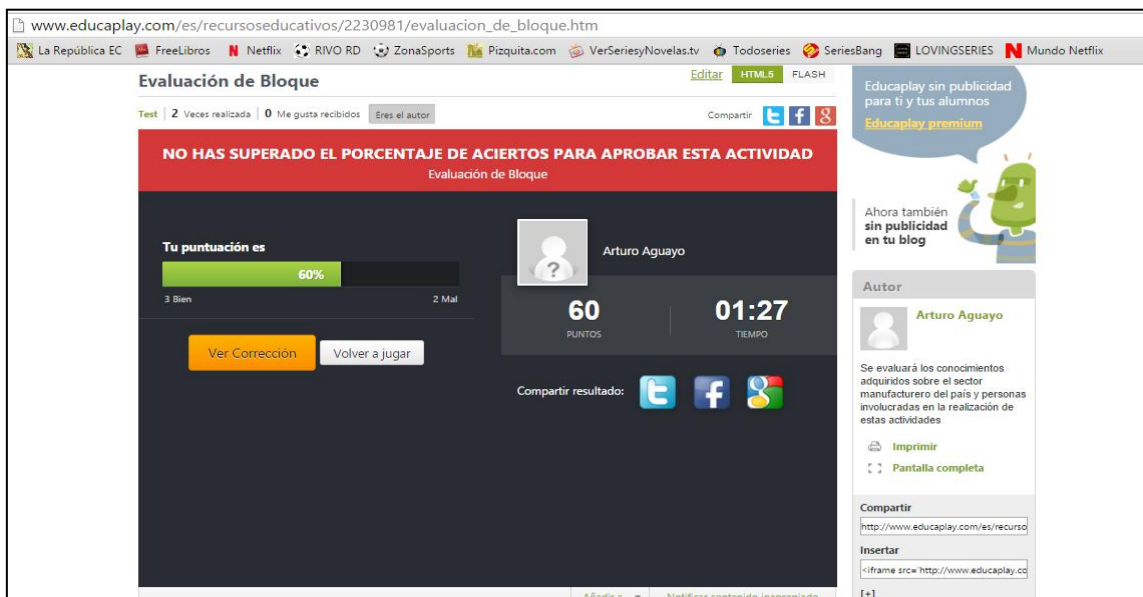 www.educaplay.com/es/recursoseducativos/2230981/evaluacion_de_bloque.htm
La República EC FreeLibros Netflix RIVO RD ZonaSports Pizquita.com VerSeriesyNovelas.tv Todoseries SeriesBang LOVINGSERIES Mundo Netflix
Evaluación de Bloque
Editar HTML5 FLASH
Test 2 Veces realizada 0 Me gusta recibidos Eres el autor
Compartir
NO HAS SUPERADO EL PORCENTAJE DE ACIERTOS PARA APROBAR ESTA ACTIVIDAD
Evaluación de Bloque
Tu puntuación es
60%
3 Bien 2 Mal
Ver Corrección Volver a jugar
Arturo Aguayo
60 01:27
PUNTOS TIEMPO
Compartir resultado:
Añadir a Notificar contenido inapropiado
Educaplay sin publicidad
para ti y tus alumnos
Educaplay premium
Ahora también
sin publicidad
en tu blog
Autor
Arturo Aguayo
Se evaluará los conocimientos
adquiridos sobre el sector
manufacturero del país y personas
involucradas en la realización de
estas actividades
Imprimir
Pantalla completa
Compartir
http://www.educaplay.com/es/recurso
Insertar
<iframe src='http://www.educaplay.co
[+]